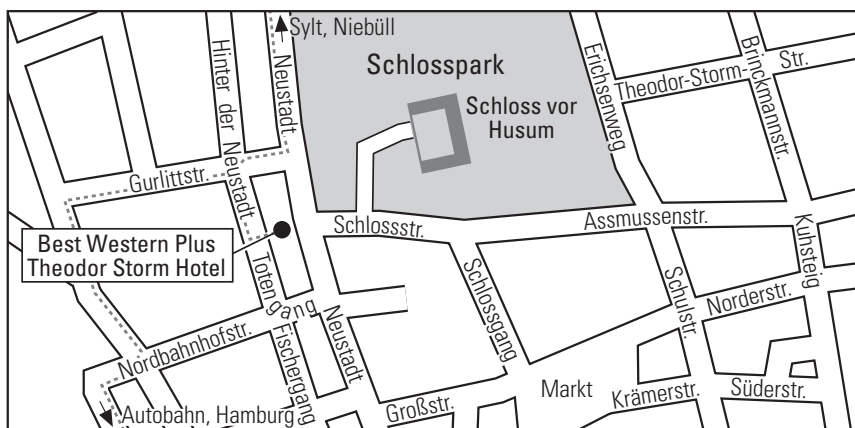 Sylt, Niebüll
Hinter der Neustadt
Neustadt
Schlosspark
Schloss vor
Husum
Erichsenweg
Theodor-Storm-Str.
Brinckmannstr.
Gurlittstr.
Schlossstr.
Assmussenstr.
Kuhsteig
Best Western Plus
Theodor Storm Hotel
Totengang
Schlossgang
Schulstr.
Norderstr.
Nordbahnhofstr.
Fischergang
Neustadt
Großstr.
Markt
Krämerstr.
Süderstr.
Autobahn, Hamburg